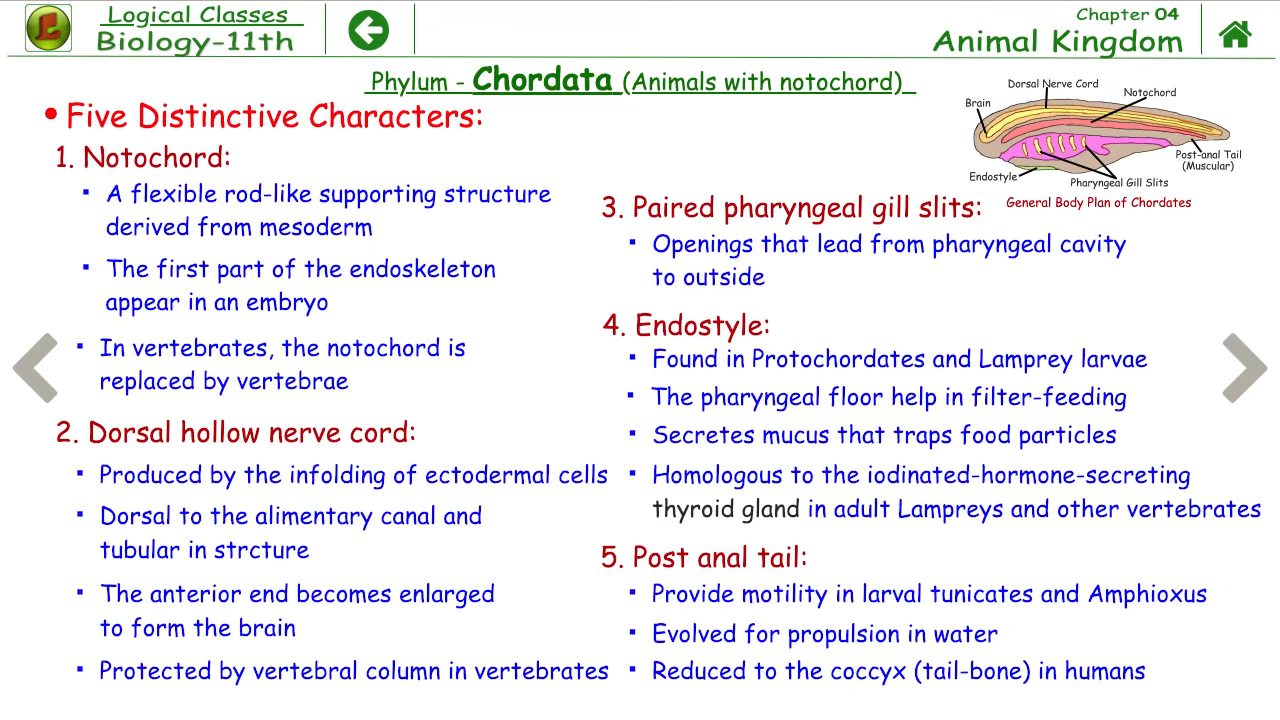 Logical Classes
Biology-11th
Chapter 04
Animal Kingdom
Phylum - Chordata (Animals with notochord)
• Five Distinctive Characters:
1. Notochord:
▪ A flexible rod-like supporting structure
derived from mesoderm
▪ The first part of the endoskeleton
appear in an embryo
▪ In vertebrates, the notochord is
replaced by vertebrae
2. Dorsal hollow nerve cord:
▪ Produced by the infolding of ectodermal cells
▪ Dorsal to the alimentary canal and
tubular in strcture
▪ The anterior end becomes enlarged
to form the brain
▪ Protected by vertebral column in vertebrates
Dorsal Nerve Cord
Notochord
Brain
Post-anal Tail
(Muscular)
Endostyle
Pharyngeal Gill Slits
General Body Plan of Chordates
3. Paired pharyngeal gill slits:
▪ Openings that lead from pharyngeal cavity
to outside
4. Endostyle:
▪ Found in Protochordates and Lamprey larvae
▪ The pharyngeal floor help in filter-feeding
▪ Secretes mucus that traps food particles
▪ Homologous to the iodinated-hormone-secreting
thyroid gland in adult Lampreys and other vertebrates
5. Post anal tail:
▪ Provide motility in larval tunicates and Amphioxus
▪ Evolved for propulsion in water
▪ Reduced to the coccyx (tail-bone) in humans